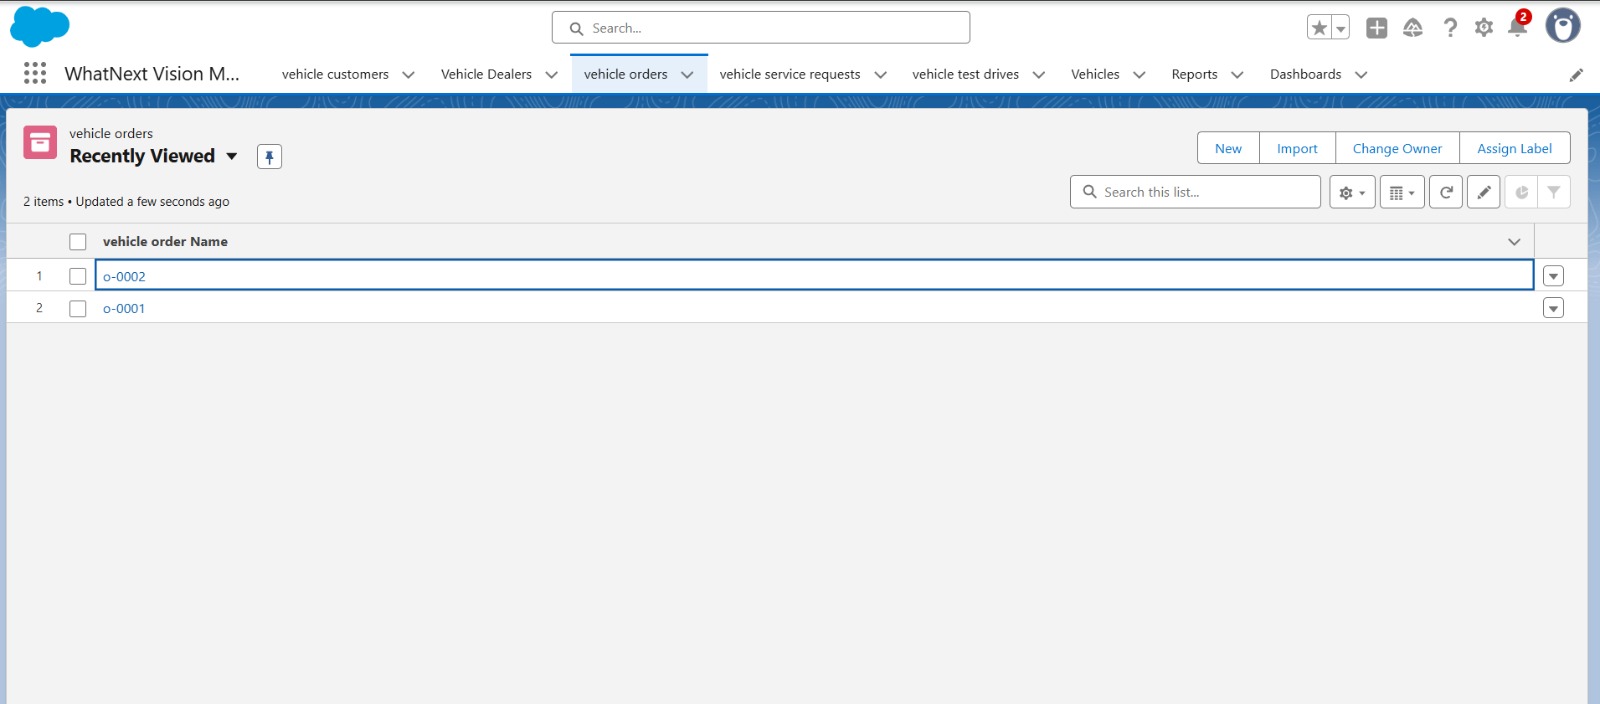 Search...
2
WhatNext Vision M...
vehicle customers
Vehicle Dealers
vehicle orders
vehicle service requests
vehicle test drives
Vehicles
Reports
Dashboards
vehicle orders
Recently Viewed
New
Import
Change Owner
Assign Label
2 items • Updated a few seconds ago
Search this list...
vehicle order Name
1 o-0002
2 o-0001